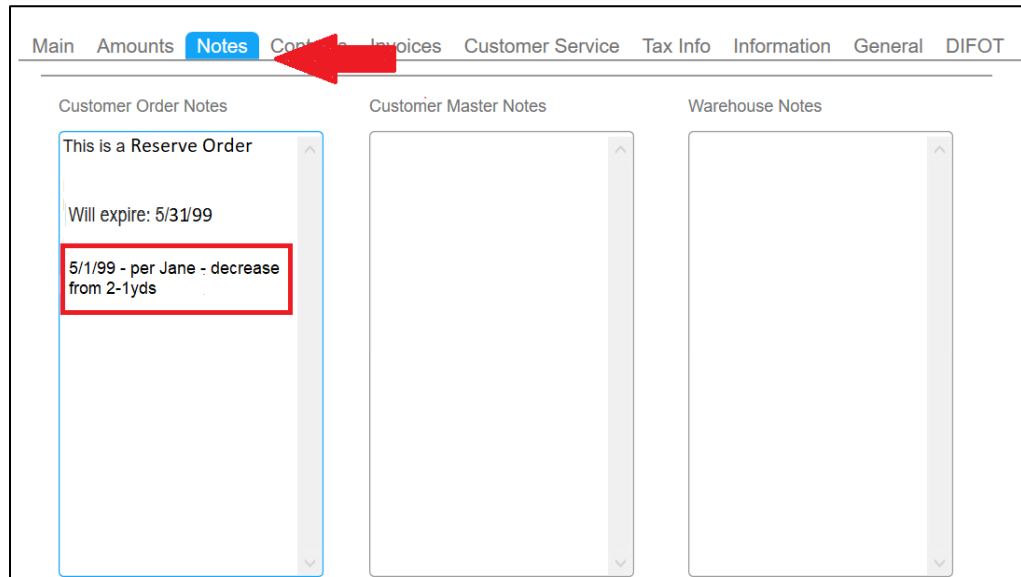 Main Amounts Notes Invoices Customer Service Tax Info Information General DIFOT
Customer Order Notes Customer Master Notes Warehouse Notes
This is a Reserve Order
Will expire: 5/31/99
5/1/99 - per Jane - decrease
from 2-1yds